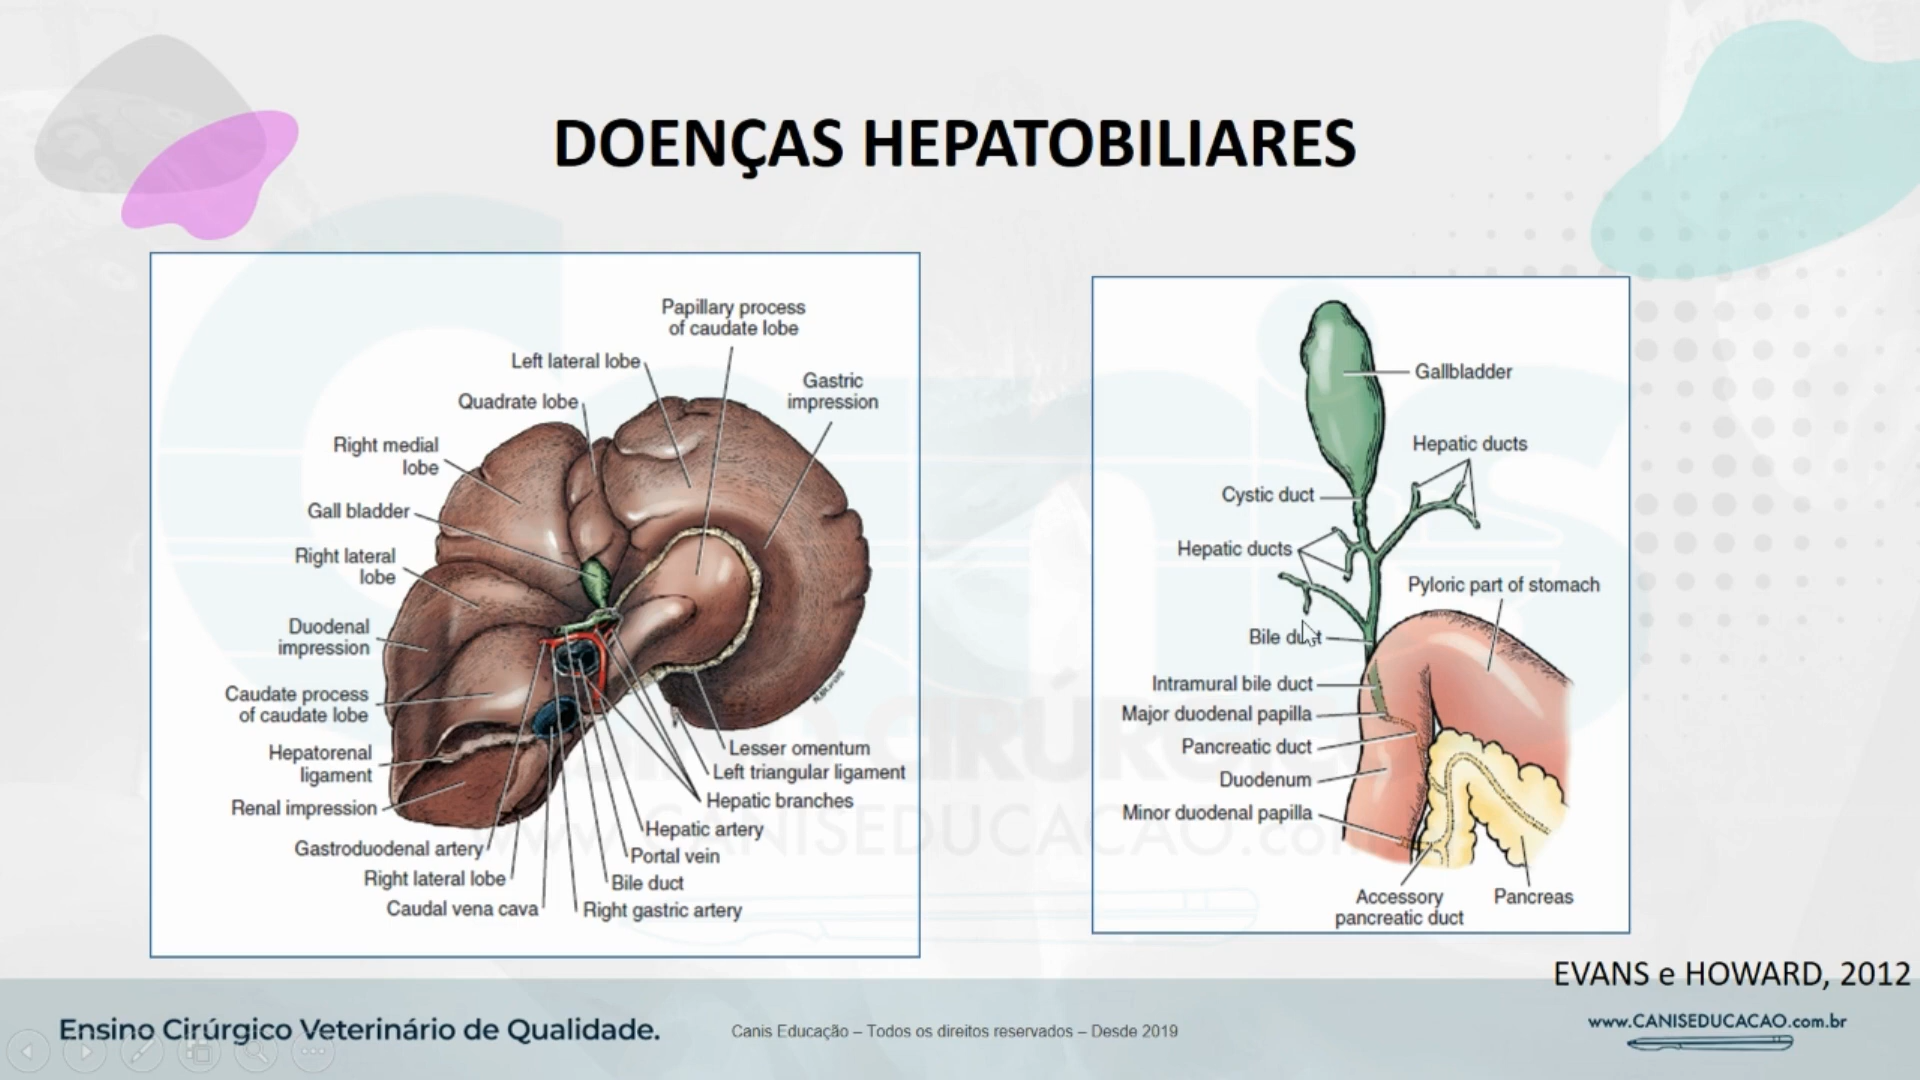 DOENÇAS HEPATOBILIARES
Papillary process
of caudate lobe
Left lateral lobe
Gastric
impression
Quadrate lobe
Right medial
lobe
Gall bladder
Right lateral
lobe
Duodenal
impression
Caudate process
of caudate lobe
Hepatorenal
ligament
Renal impression
Gastroduodenal artery
Right lateral lobe
Caudal vena cava
Lesser omentum
Left triangular ligament
Hepatic branches
Hepatic artery
Portal vein
Bile duct
Right gastric artery
Gallbladder
Hepatic ducts
Cystic duct
Hepatic ducts
Pyloric part of stomach
Bile duct
Intramural bile duct
Major duodenal papilla
Pancreatic duct
Duodenum
Minor duodenal papilla
Accessory
pancreatic duct
Pancreas
www.CANISEDUCACAO.com
EVANS e HOWARD, 2012
Ensino Cirúrgico Veterinário de Qualidade.
Canis Educação – Todos os direitos reservados – Desde 2019
www.CANISEDUCACAO.com.br